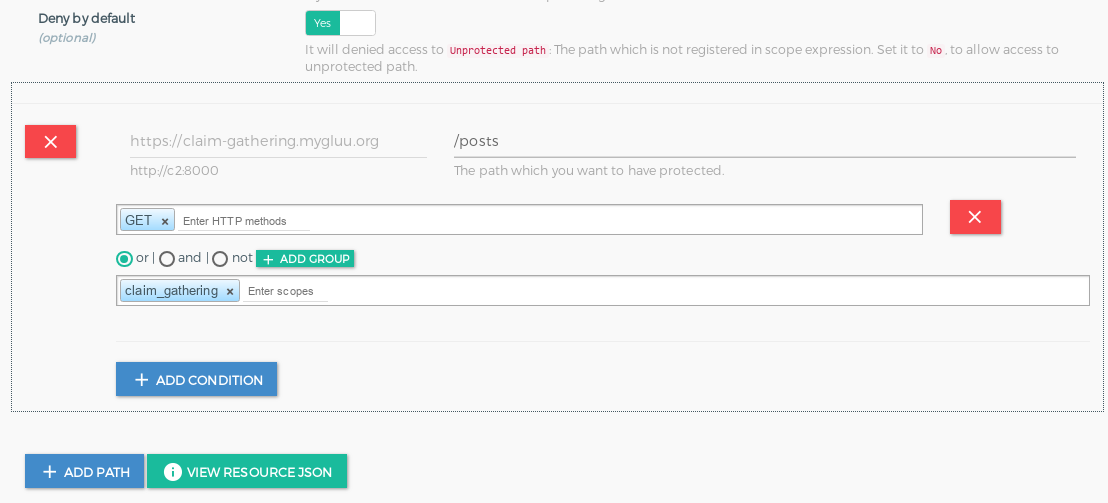 Deny by default
(optional)
Yes
It will denied access to Unprotected path: The path which is not registered in scope expression. Set it to No, to allow access to
unprotected path.
https://claim-gathering.mygluu.org
/posts
http://c2:8000
The path which you want to have protected.
GET × Enter HTTP methods
or | and | not + ADD GROUP
claim_gathering × Enter scopes
+ ADD CONDITION
+ ADD PATH
VIEW RESOURCE JSON